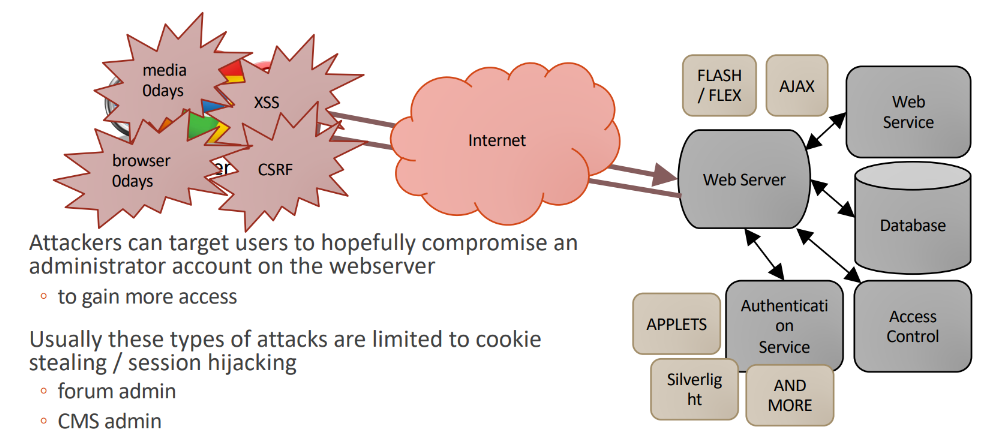 media
0days
XSS
browser
0days
er
CSRF
Internet
FLASH
/ FLEX
AJAX
Web
Service
Web Server
Database
APPLETS
Authenticati
on
Service
Access
Control
Silverlig
ht
AND
MORE
Attackers can target users to hopefully compromise an
administrator account on the webserver
to gain more access
Usually these types of attacks are limited to cookie
stealing / session hijacking
forum admin
CMS admin